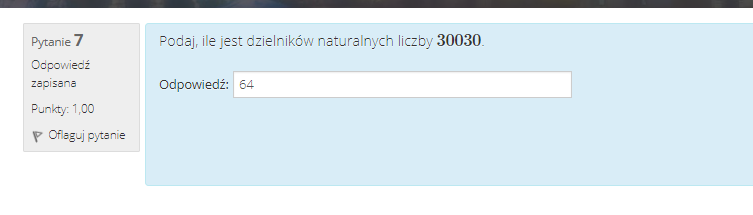 Pytanie 7
Odpowiedź
zapisana
Punkty: 1,00
Oflaguj pytanie
Podaj, ile jest dzielników naturalnych liczby 30030.
Odpowiedź: 64